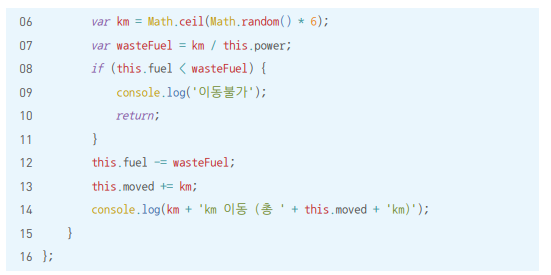 06 var km = Math.ceil(Math.random() * 6);
07 var wasteFuel = km / this.power;
08 if (this.fuel < wasteFuel) {
09 console.log('이동불가');
10 return;
11 }
12 this.fuel -= wasteFuel;
13 this.moved += km;
14 console.log(km + 'km 이동 (총 ' + this.moved + 'km)');
15 }
16 };